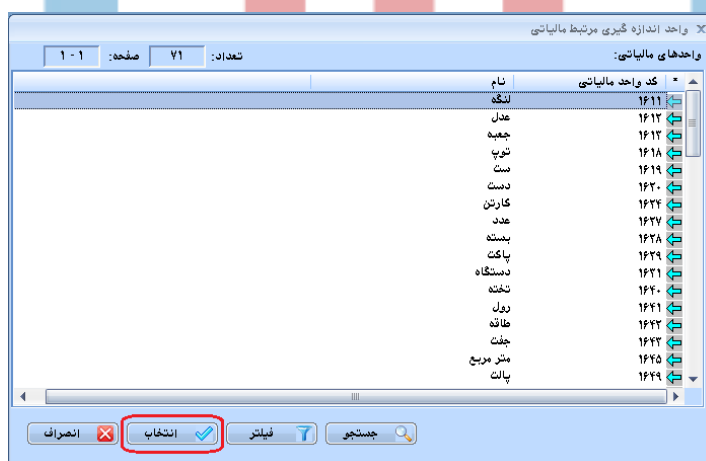 x واحد اندازه گیری مرتبط مالیاتی
واحدهای مالیاتی: تعداد: ۷۱ صفحه: ۱ - ۱
* کد واحد مالیاتی نام
۱۶۱۱ لنگه
۱۶۱۲ عدل
۱۶۱۳ جعبه
۱۶۱۸ توپ
۱۶۱۹ ست
۱۶۲۰ دست
۱۶۲۴ کارتن
۱۶۲۷ عدد
۱۶۲۸ بسته
۱۶۲۹ پاکت
۱۶۳۱ دستگاه
۱۶۴۰ تخته
۱۶۴۱ رول
۱۶۴۲ طاقه
۱۶۴۳ جفت
۱۶۴۵ متر مربع
۱۶۴۹ پالت
جستجو فیلتر انتخاب انصراف